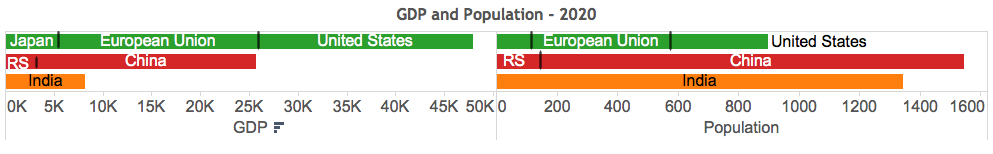 GDP and Population - 2020
Japan European Union United States European Union United States
RS China RS China
India India
0K 5K 10K 15K 20K 25K 30K 35K 40K 45K 50K 0 200 400 600 800 1000 1200 1400 1600
GDP Population